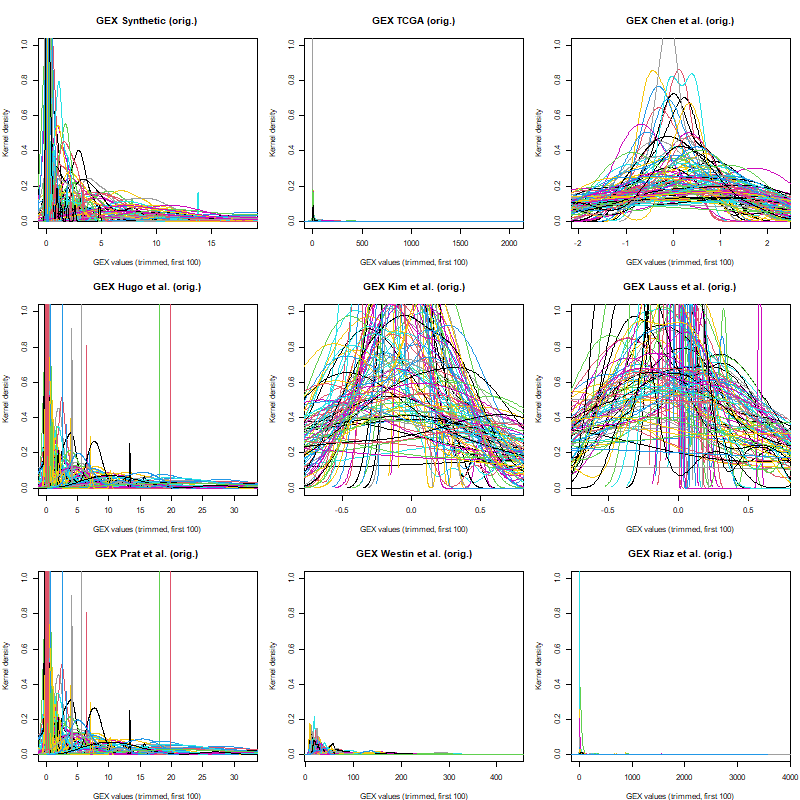 GEX Synthetic (orig.)
Kernel density
0.0 0.2 0.4 0.6 0.8 1.0
0 5 10 15
GEX values (trimmed, first 100)
GEX TCGA (orig.)
Kernel density
0.0 0.2 0.4 0.6 0.8 1.0
0 500 1000 1500 2000
GEX values (trimmed, first 100)
GEX Chen et al. (orig.)
Kernel density
0.0 0.2 0.4 0.6 0.8 1.0
-2 -1 0 1 2
GEX values (trimmed, first 100)
GEX Hugo et al. (orig.)
Kernel density
0.0 0.2 0.4 0.6 0.8 1.0
0 5 10 15 20 25 30
GEX values (trimmed, first 100)
GEX Kim et al. (orig.)
Kernel density
0.0 0.2 0.4 0.6 0.8 1.0
-0.5 0.0 0.5
GEX values (trimmed, first 100)
GEX Lauss et al. (orig.)
Kernel density
0.0 0.2 0.4 0.6 0.8 1.0
-0.5 0.0 0.5
GEX values (trimmed, first 100)
GEX Prat et al. (orig.)
Kernel density
0.0 0.2 0.4 0.6 0.8 1.0
0 5 10 15 20 25 30
GEX values (trimmed, first 100)
GEX Westin et al. (orig.)
Kernel density
0.0 0.2 0.4 0.6 0.8 1.0
0 100 200 300 400
GEX values (trimmed, first 100)
GEX Riaz et al. (orig.)
Kernel density
0.0 0.2 0.4 0.6 0.8 1.0
0 1000 2000 3000 4000
GEX values (trimmed, first 100)